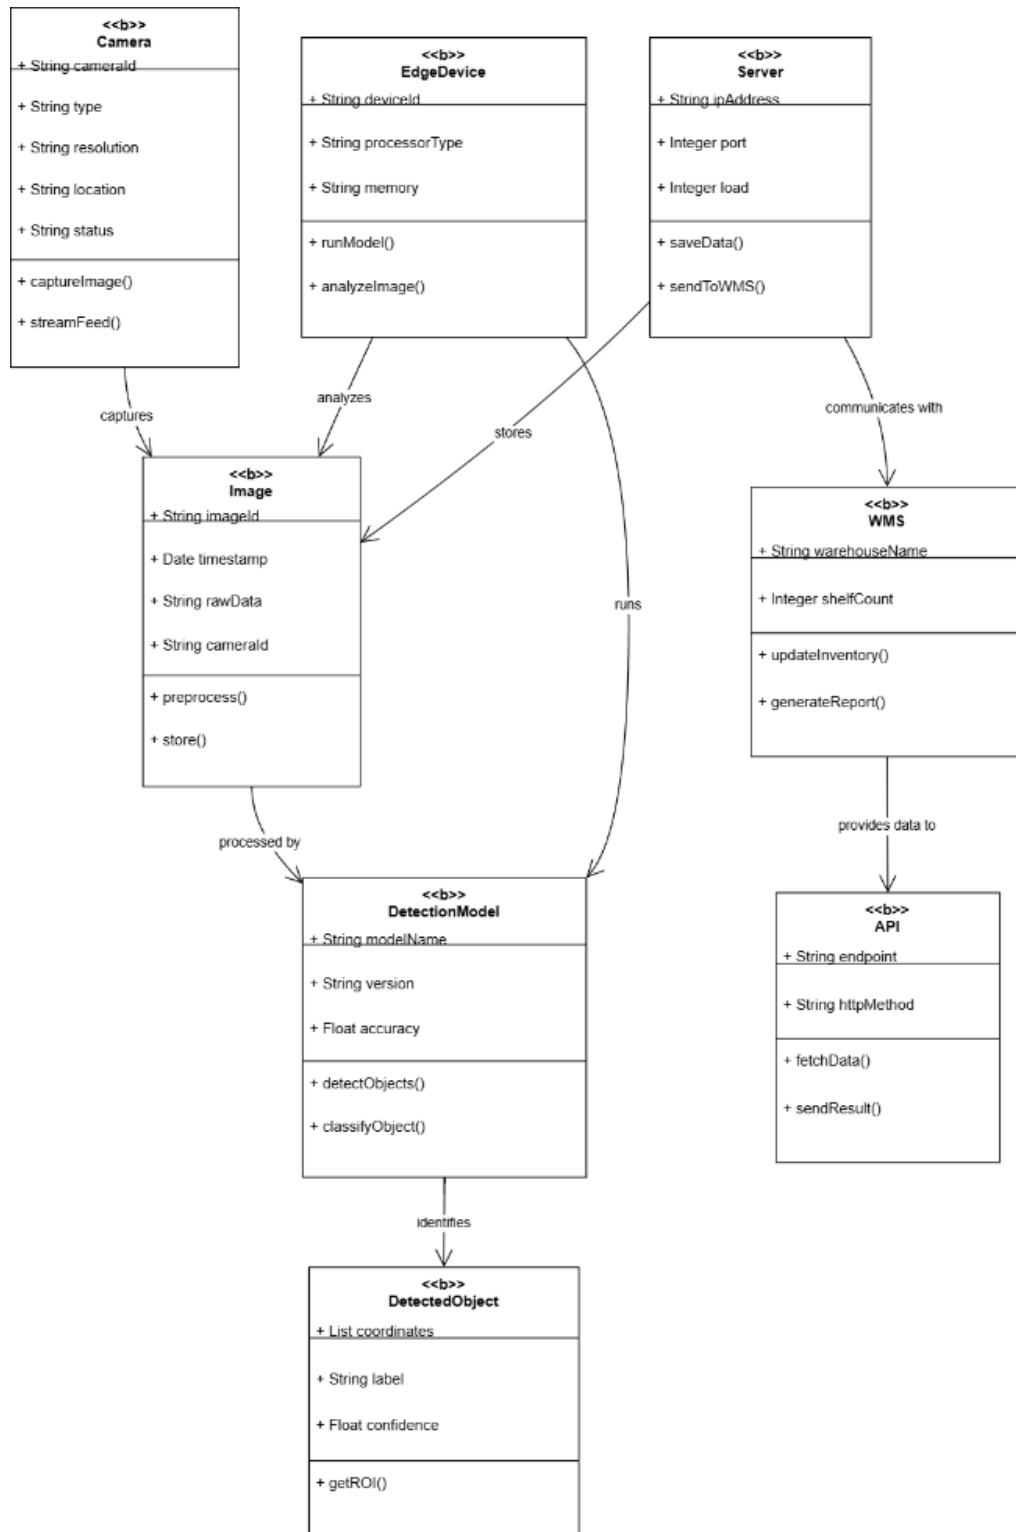 <<b>>
Camera
+ String cameraId
+ String type
+ String resolution
+ String location
+ String status
+ captureImage()
+ streamFeed()
<<b>>
EdgeDevice
+ String deviceId
+ String processorType
+ String memory
+ runModel()
+ analyzeImage()
<<b>>
Server
+ String ipAddress
+ Integer port
+ Integer load
+ saveData()
+ sendToWMS()
captures
analyzes
stores
communicates with
<<b>>
Image
+ String imageId
+ Date timestamp
+ String rawData
+ String cameraId
+ preprocess()
+ store()
runs
<<b>>
WMS
+ String warehouseName
+ Integer shelfCount
+ updateInventory()
+ generateReport()
processed by
provides data to
<<b>>
DetectionModel
+ String modelName
+ String version
+ Float accuracy
+ detectObjects()
+ classifyObject()
<<b>>
API
+ String endpoint
+ String httpMethod
+ fetchData()
+ sendResult()
identifies
<<b>>
DetectedObject
+ List coordinates
+ String label
+ Float confidence
+ getROI()